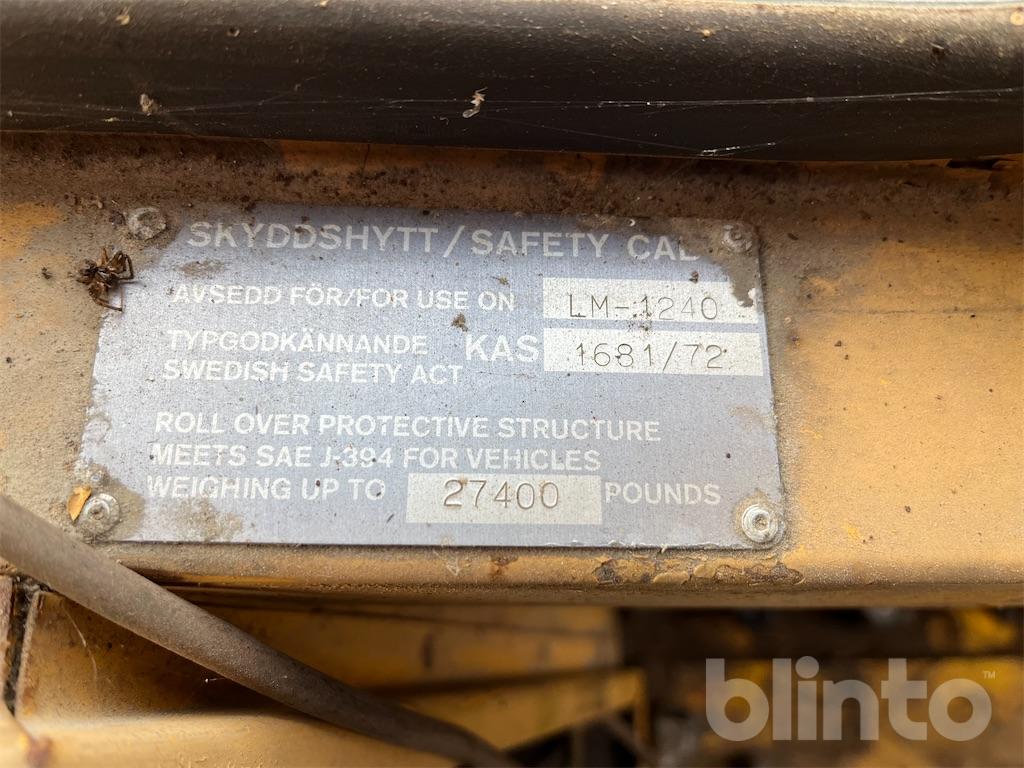 SKYDDSHYTT/SAFETY CAB
AVSEDD FÖR/FOR USE ON LM-1240
TYPGODKÄNNANDE KAS 1681/72
SWEDISH SAFETY ACT
ROLL OVER PROTECTIVE STRUCTURE
MEETS SAE J-394 FOR VEHICLES
WEIGHING UP TO 27400 POUNDS
blinto™